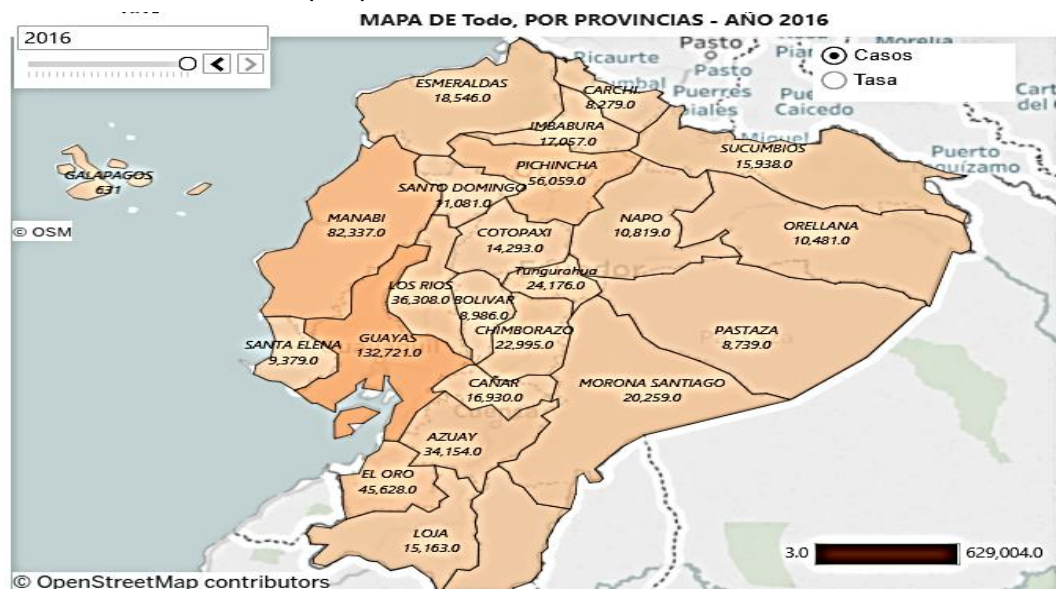 MAPA DE Todo, POR PROVINCIAS - AÑO 2016
2016
Casos
Tasa
Pasto
Morelia
Ricaurte
Pasto
Puerres
Caicedo
Puerto
ESMERALDAS
18,546.0
CARCHI
8,279.0
IMBABURA
17,057.0
SUCUMBIOS
15,938.0
PICHINCHA
56,059.0
GALAPAGOS
631
SANTO DOMINGO
11,081.0
MANABI
82,337.0
NAPO
10,819.0
ORELLANA
10,481.0
COTOPAXI
14,293.0
© OSM
Tungurahua
24,176.0
LOS RIOS
36,308.0
BOLIVAR
8,986.0
CHIMBORAZO
22,995.0
PASTAZA
8,739.0
GUAYAS
132,721.0
SANTA ELENA
9,379.0
CAÑAR
16,930.0
MORONA SANTIAGO
20,259.0
AZUAY
34,154.0
EL ORO
45,628.0
LOJA
15,163.0
3.0
629,004.0
© OpenStreetMap contributors